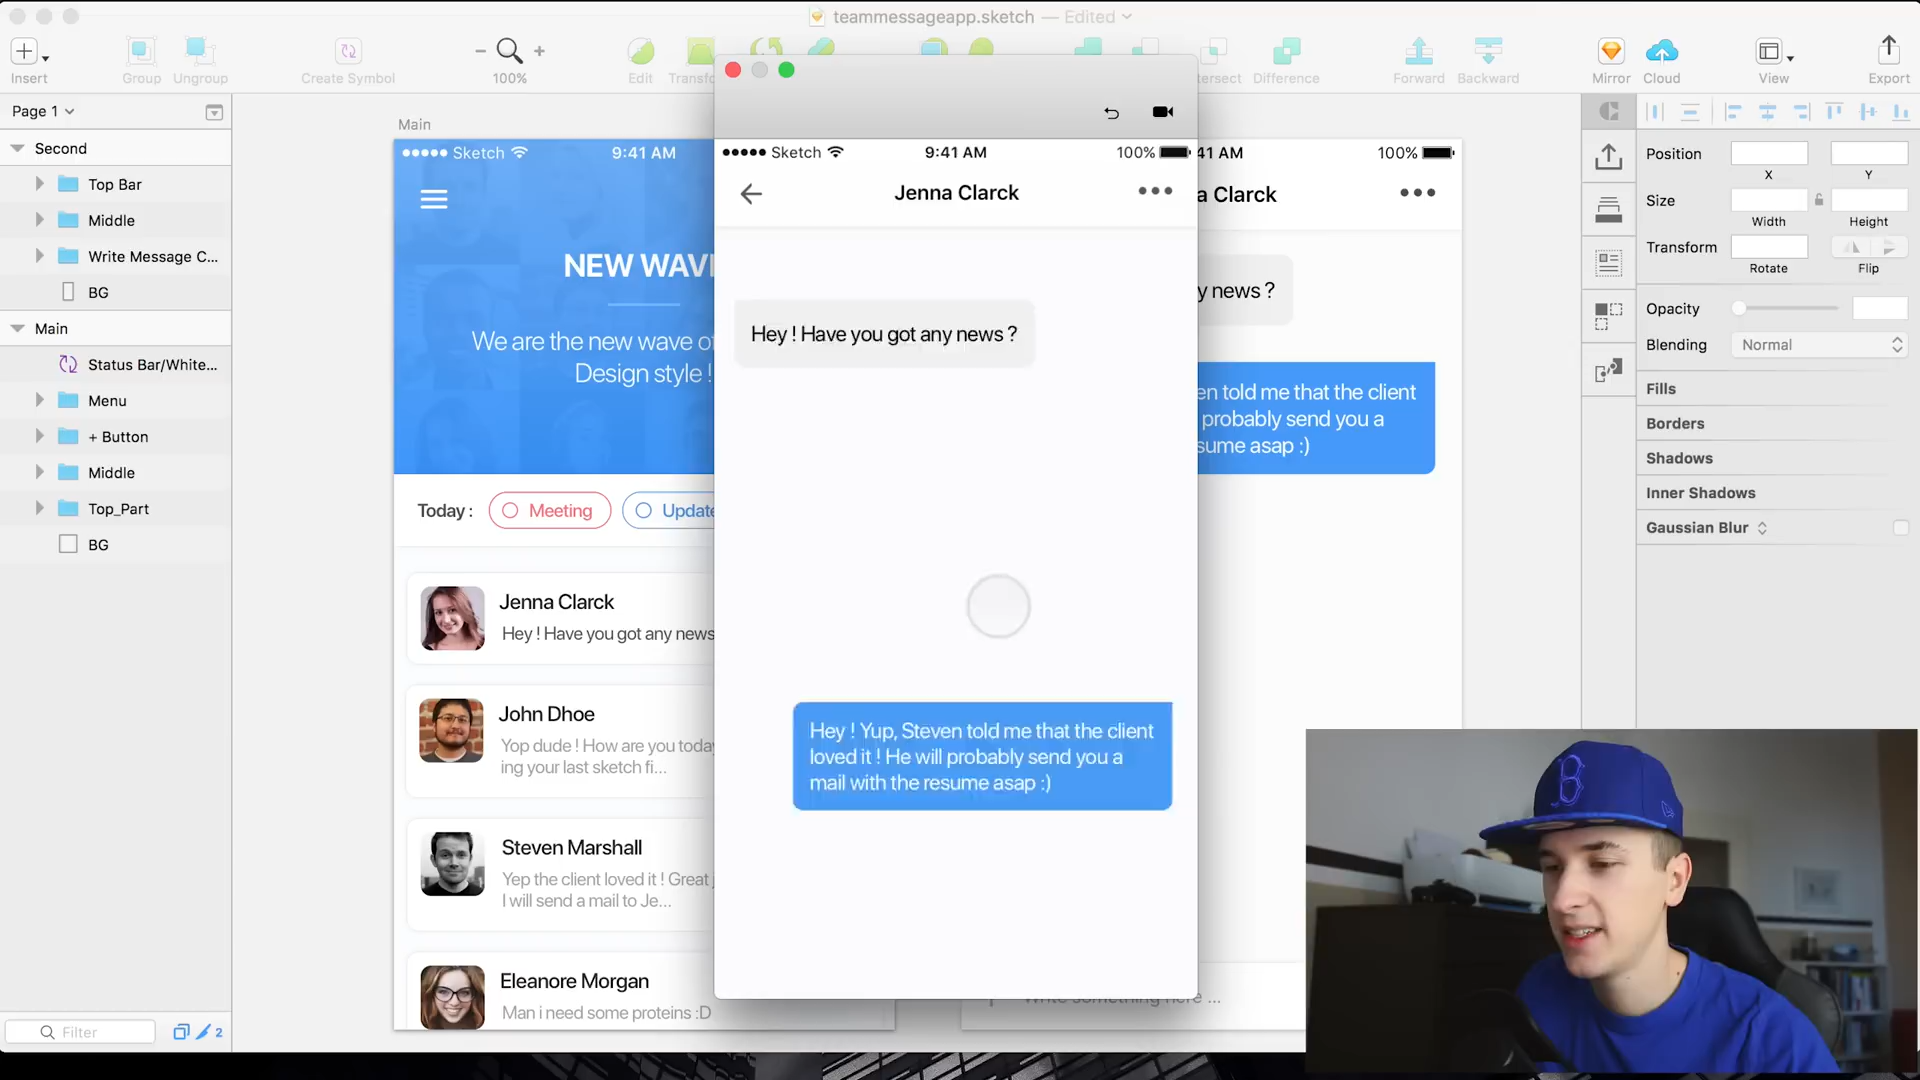 teammessageapp.sketch — Edited
Insert
Group
Ungroup
Create Symbol
100%
Edit
Transfo
ersect
Difference
Forward
Backward
Mirror
Cloud
View
Export
Page 1
Second
Top Bar
Middle
Write Message C...
BG
Main
Status Bar/White...
Menu
+ Button
Middle
Top_Part
BG
Filter
2
Main
Sketch
9:41 AM
NEW WAV
We are the new wave o
Design style !
Today :
Meeting
Update
Jenna Clarck
Hey ! Have you got any news
John Dhoe
Yop dude ! How are you today
ing your last sketch fi...
Steven Marshall
Yep the client loved it ! Great j
I will send a mail to Je...
Eleanore Morgan
Man i need some proteins :D
Sketch
9:41 AM
100%
Jenna Clarck
Hey ! Have you got any news ?
Hey ! Yup, Steven told me that the client
loved it ! He will probably send you a
mail with the resume asap :)
41 AM
100%
a Clarck
y news ?
en told me that the client
probably send you a
sume asap :)
Write something here ...
Position
X
Y
Size
Width
Height
Transform
Rotate
Flip
Opacity
Blending
Normal
Fills
Borders
Shadows
Inner Shadows
Gaussian Blur
B